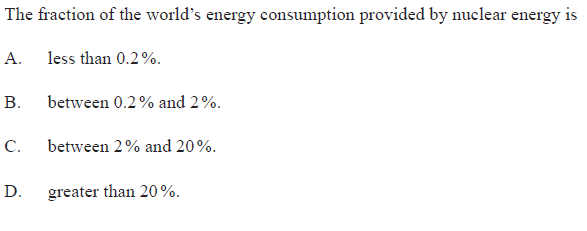 The fraction of the world’s energy consumption provided by nuclear energy is
A. less than 0.2%.
B. between 0.2% and 2%.
C. between 2% and 20%.
D. greater than 20%.